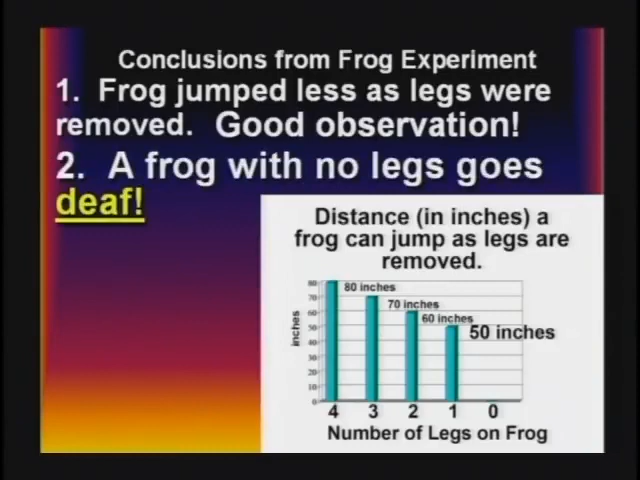 Conclusions from Frog Experiment
1. Frog jumped less as legs were
removed. Good observation!
2. A frog with no legs goes
deaf!
Distance (in inches) a
frog can jump as legs are
removed.
80 inches
70 inches
60 inches
50 inches
inches
80
70
60
50
40
30
20
10
0
4 3 2 1 0
Number of Legs on Frog